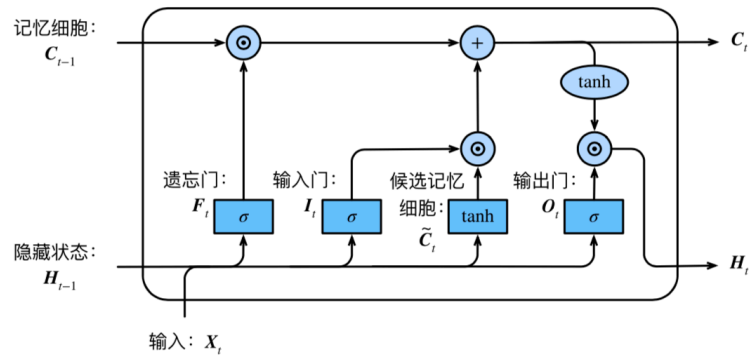 记忆细胞：
C_{t-1}
⊙
+
C_t
tanh
⊙
⊙
遗忘门：
F_t
σ
输入门：
I_t
σ
候选记忆
细胞：
C̃_t
tanh
输出门：
O_t
σ
隐藏状态：
H_{t-1}
H_t
输入：X_t